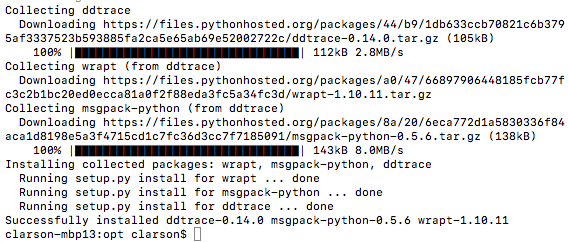 Collecting ddtrace
  Downloading https://files.pythonhosted.org/packages/44/b9/1db633ccb70821c6b379
5af3337523b593885fa2ca5e65ab69e52002722c/ddtrace-0.14.0.tar.gz (105kB)
    100% |████████████████████████████████| 112kB 2.8MB/s
Collecting wrapt (from ddtrace)
  Downloading https://files.pythonhosted.org/packages/a0/47/66897906448185fcb77f
c3c2b1bc20ed0ecca81a0f2f88eda3fc5a34fc3d/wrapt-1.10.11.tar.gz
Collecting msgpack-python (from ddtrace)
  Downloading https://files.pythonhosted.org/packages/8a/20/6eca772d1a5830336f84
aca1d8198e5a3f4715cd1c7fc36d3cc7f7185091/msgpack-python-0.5.6.tar.gz (138kB)
    100% |████████████████████████████████| 143kB 8.0MB/s
Installing collected packages: wrapt, msgpack-python, ddtrace
  Running setup.py install for wrapt ... done
  Running setup.py install for msgpack-python ... done
  Running setup.py install for ddtrace ... done
Successfully installed ddtrace-0.14.0 msgpack-python-0.5.6 wrapt-1.10.11
clarson-mbp13:opt clarson$